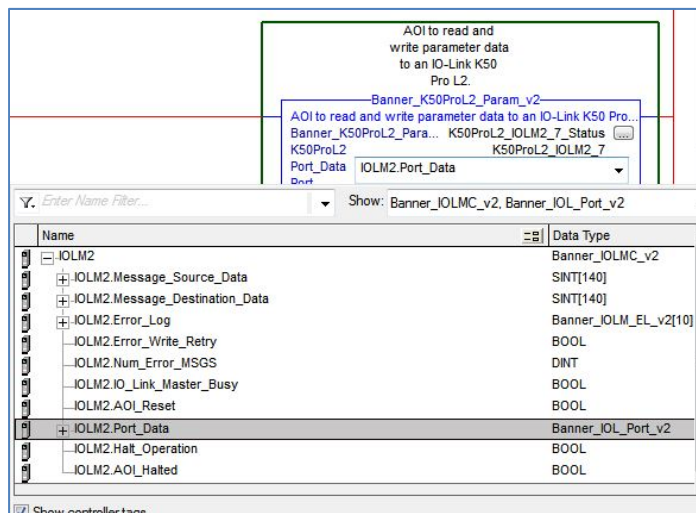 AOI to read and
write parameter data
to an IO-Link K50
Pro L2.
Banner_K50ProL2_Param_v2
AOI to read and write parameter data to an IO-Link K50 Pro...
Banner_K50ProL2_Para... K50ProL2_IOLM2_7_Status ...
K50ProL2 K50ProL2_IOLM2_7
Port_Data IOLM2.Port_Data
Port
Enter Name Filter... Show: Banner_IOLMC_v2, Banner_IOL_Port_v2
Name Data Type
IOLM2 Banner_IOLMC_v2
IOLM2.Message_Source_Data SINT[140]
IOLM2.Message_Destination_Data SINT[140]
IOLM2.Error_Log Banner_IOLM_EL_v2[10]
IOLM2.Error_Write_Retry BOOL
IOLM2.Num_Error_MSGS DINT
IOLM2.IO_Link_Master_Busy BOOL
IOLM2.AOI_Reset BOOL
IOLM2.Port_Data Banner_IOL_Port_v2
IOLM2.Halt_Operation BOOL
IOLM2.AOI_Halted BOOL
Show controller tags